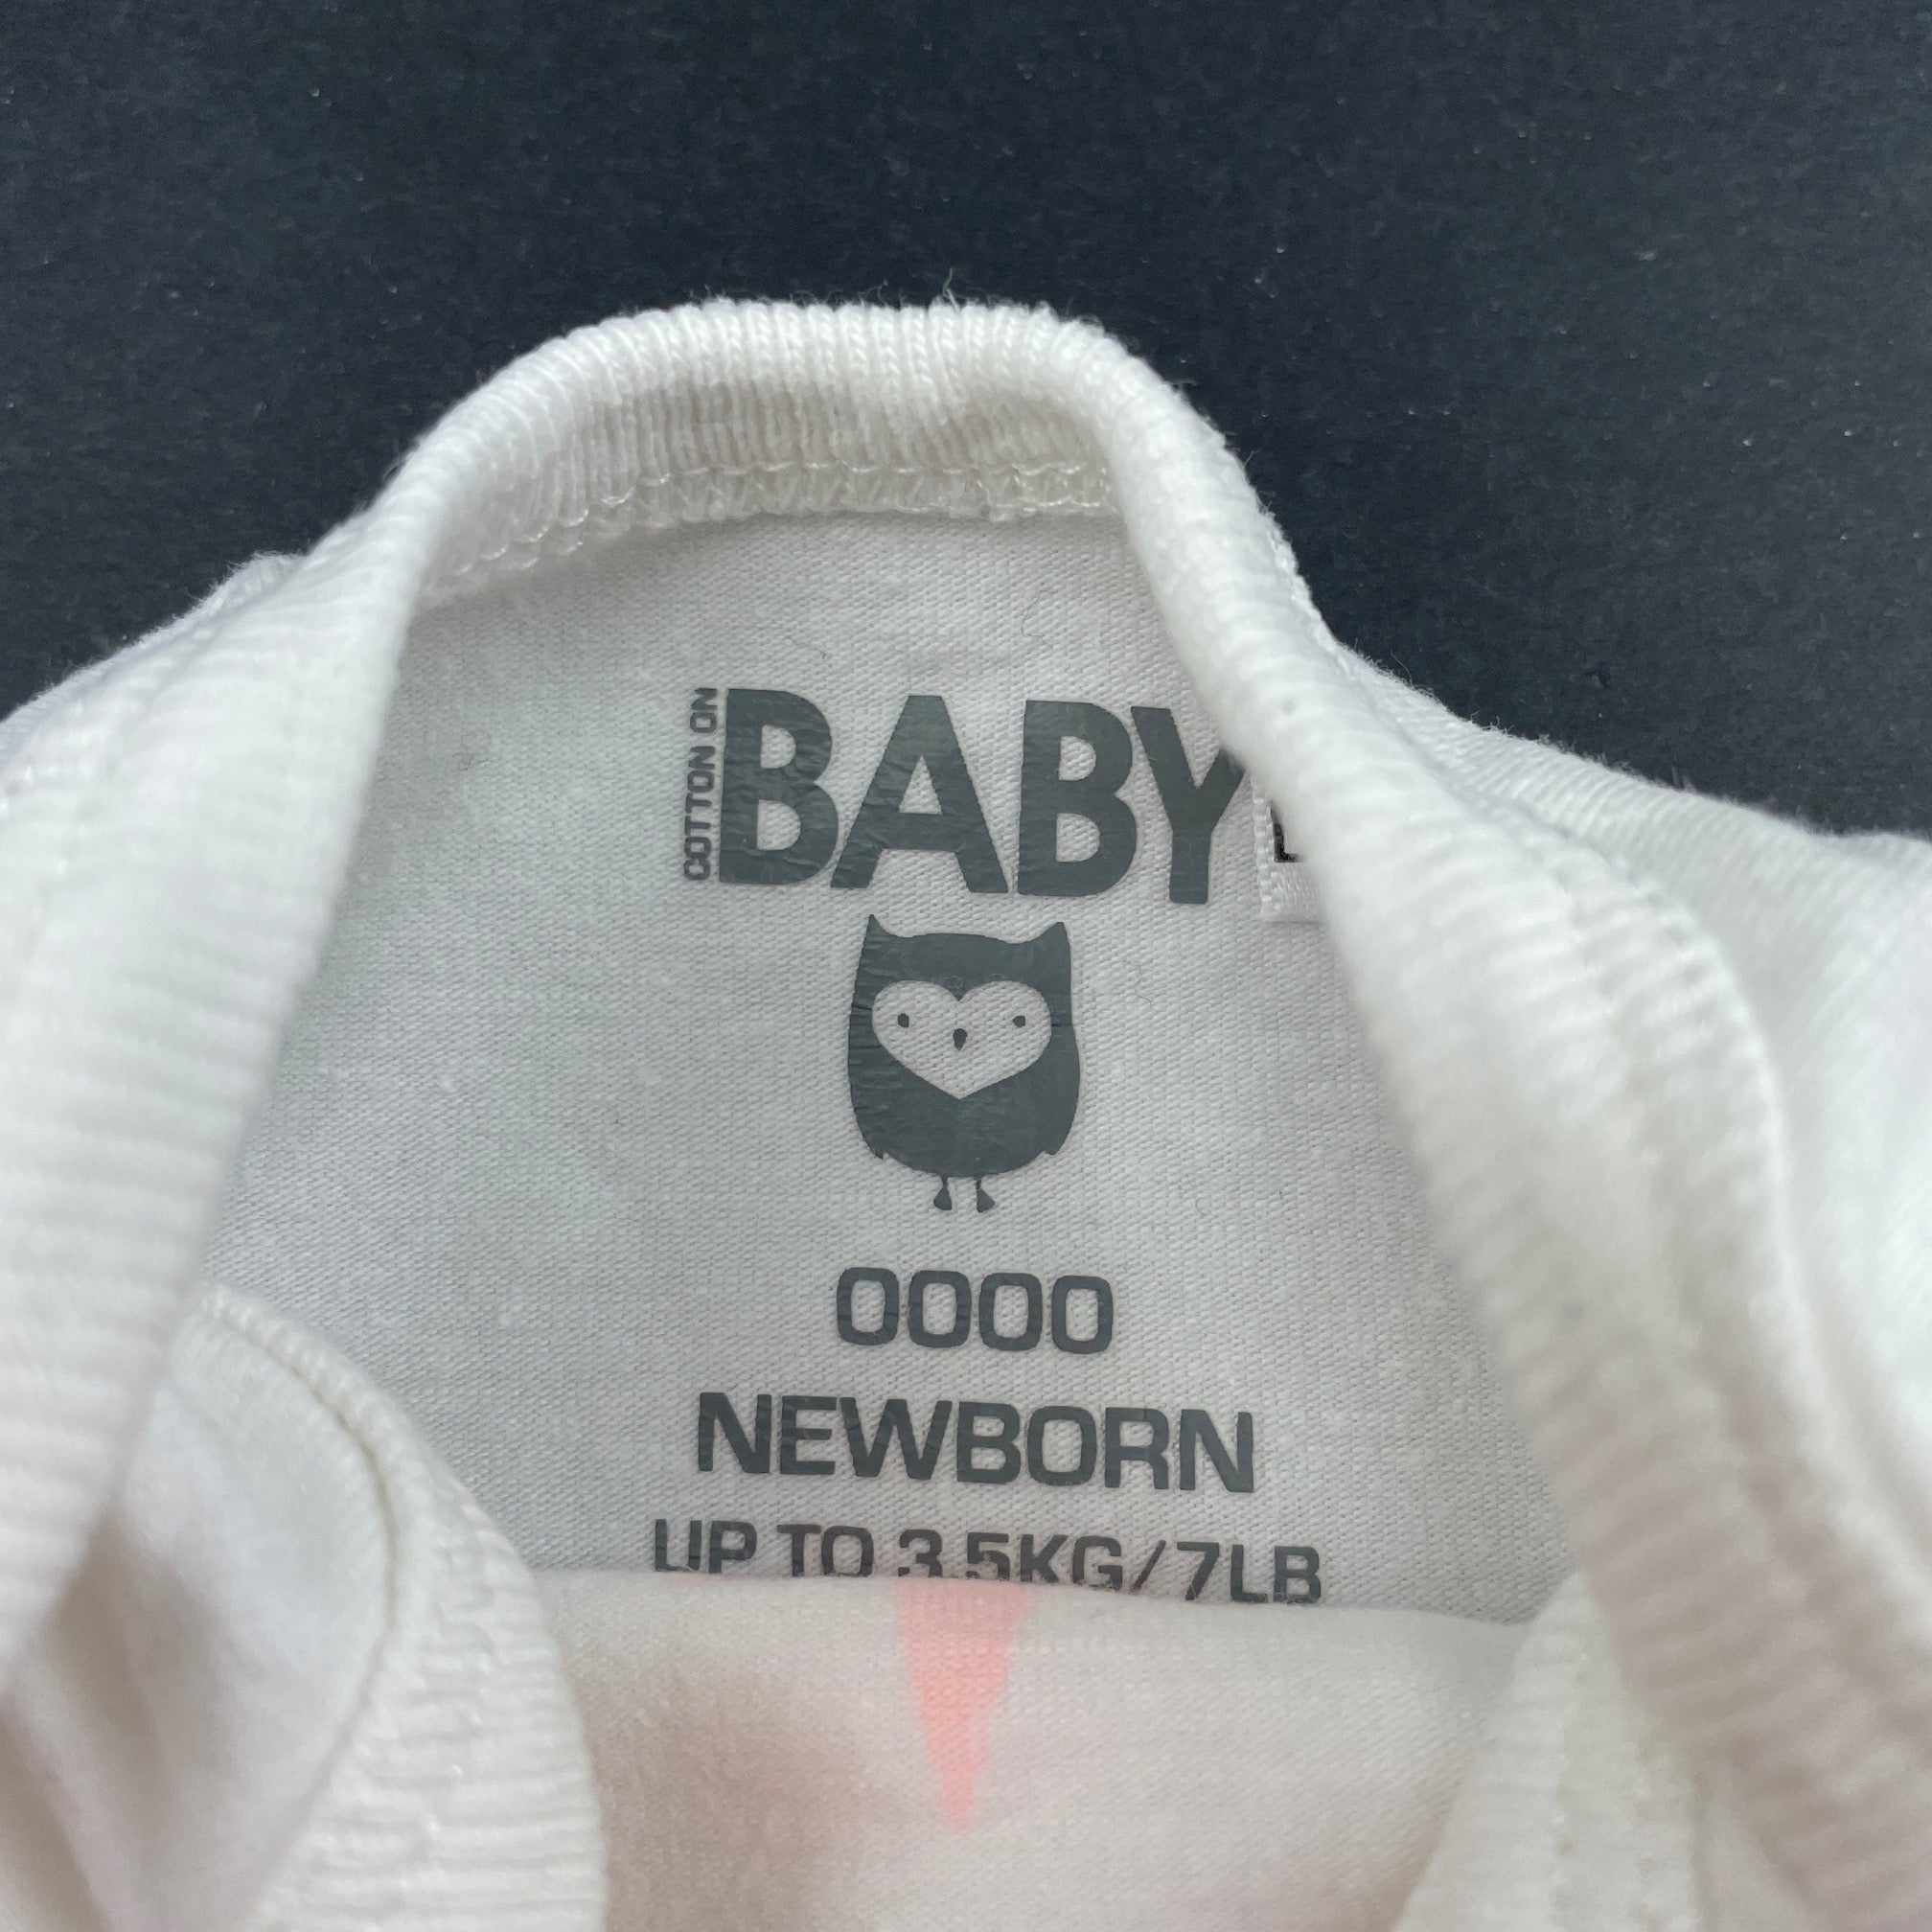 COTTON ON
BABY
0000
NEWBORN
UP TO 3.5KG/7LB